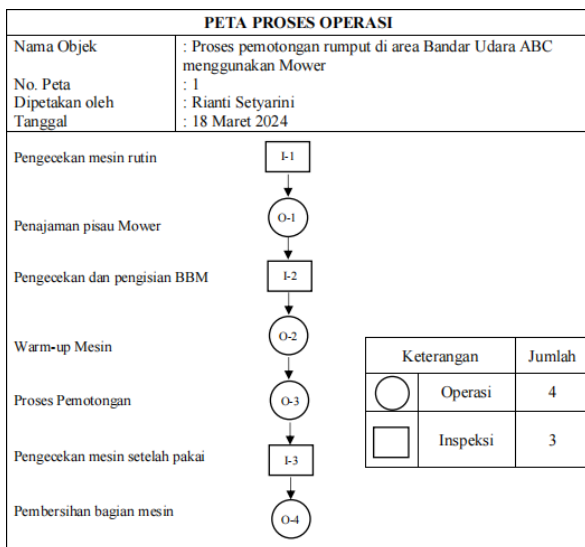 PETA PROSES OPERASI
Nama Objek : Proses pemotongan rumput di area Bandar Udara ABC
menggunakan Mower
No. Peta : 1
Dipetakan oleh : Rianti Setyarini
Tanggal : 18 Maret 2024
Pengecekan mesin rutin I-1
Penajaman pisau Mower O-1
Pengecekan dan pengisian BBM I-2
Warm-up Mesin O-2
Keterangan Jumlah
Operasi 4
Inspeksi 3
Proses Pemotongan O-3
Pengecekan mesin setelah pakai I-3
Pembersihan bagian mesin O-4